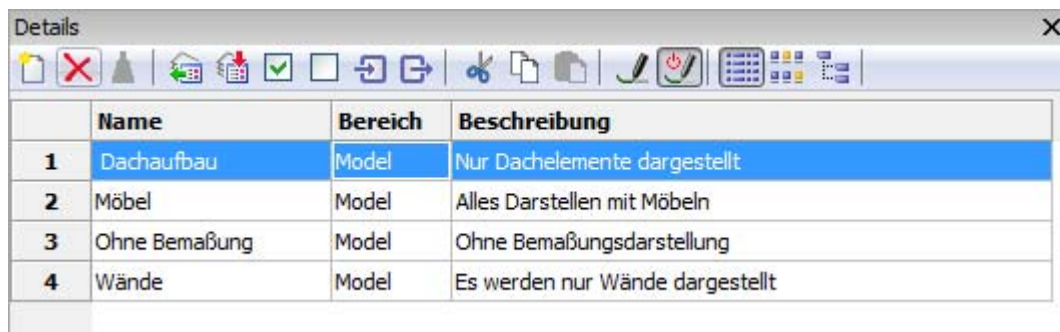 Details
Name Bereich Beschreibung
1 Dachaufbau Model Nur Dachelemente dargestellt
2 Möbel Model Alles Darstellen mit Möbeln
3 Ohne Bemaßung Model Ohne Bemaßungsdarstellung
4 Wände Model Es werden nur Wände dargestellt